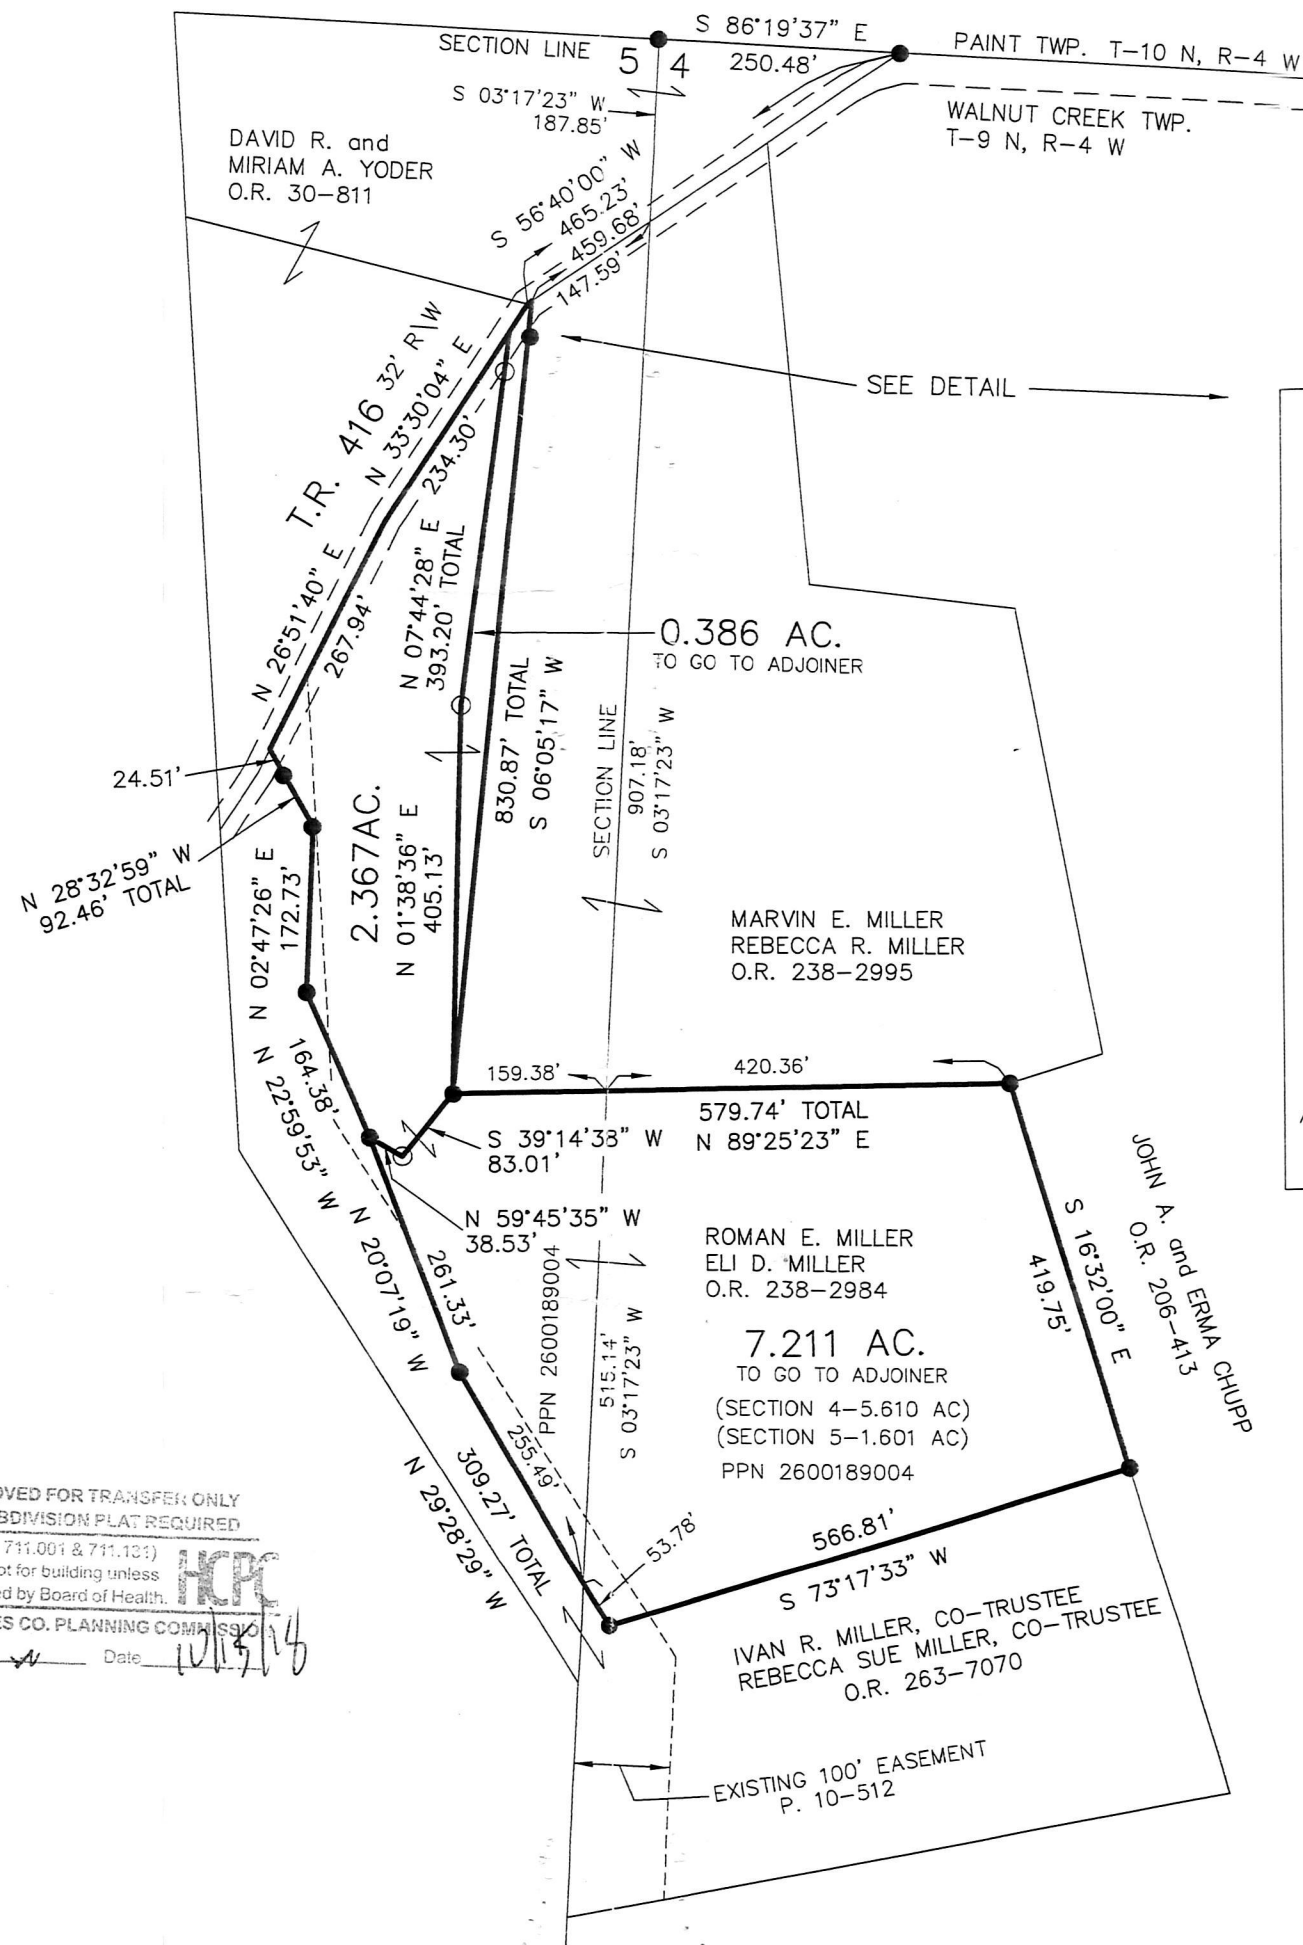 S 86°19'37" E
250.48'
SECTION LINE
5 4
PAINT TWP. T-10 N, R-4 W
WALNUT CREEK TWP.
T-9 N, R-4 W
S 03°17'23" W
187.85'
DAVID R. and
MIRIAM A. YODER
O.R. 30-811
S 56°40'00" W
465.23'
459.68'
147.59'
SEE DETAIL
T.R. 416 32' R\W
N 33°30'04" E
234.30'
N 26°51'40" E
267.94'
N 07°44'28" E
393.20' TOTAL
0.386 AC.
TO GO TO ADJOINER
830.87' TOTAL
S 06°05'17" W
SECTION LINE
907.18'
S 03°17'23" W
24.51'
N 28°32'59" W
92.46' TOTAL
2.367AC.
N 01°38'36" E
405.13'
N 02°47'26" E
172.73'
MARVIN E. MILLER
REBECCA R. MILLER
O.R. 238-2995
164.38'
N 22°59'53" W
159.38'
420.36'
579.74' TOTAL
N 89°25'23" E
S 39°14'38" W
83.01'
N 59°45'35" W
38.53'
JOHN A. and ERMA CHUPP
O.R. 206-413
S 16°32'00" E
419.75'
261.33'
N 20°07'19" W
PPN 2600189004
515.14'
S 03°17'23" W
ROMAN E. MILLER
ELI D. MILLER
O.R. 238-2984
7.211 AC.
TO GO TO ADJOINER
(SECTION 4-5.610 AC)
(SECTION 5-1.601 AC)
PPN 2600189004
255.49'
309.27' TOTAL
N 29°28'29" W
53.78'
566.81'
S 73°17'33" W
IVAN R. MILLER, CO-TRUSTEE
REBECCA SUE MILLER, CO-TRUSTEE
O.R. 263-7070
EXISTING 100' EASEMENT
P. 10-512
OVED FOR TRANSFER ONLY
BDIVISION PLAT REQUIRED
711.001 & 711.131)
ot for building unless
ed by Board of Health.
HCPC
ES CO. PLANNING COMMISSION
Date 10/15/18